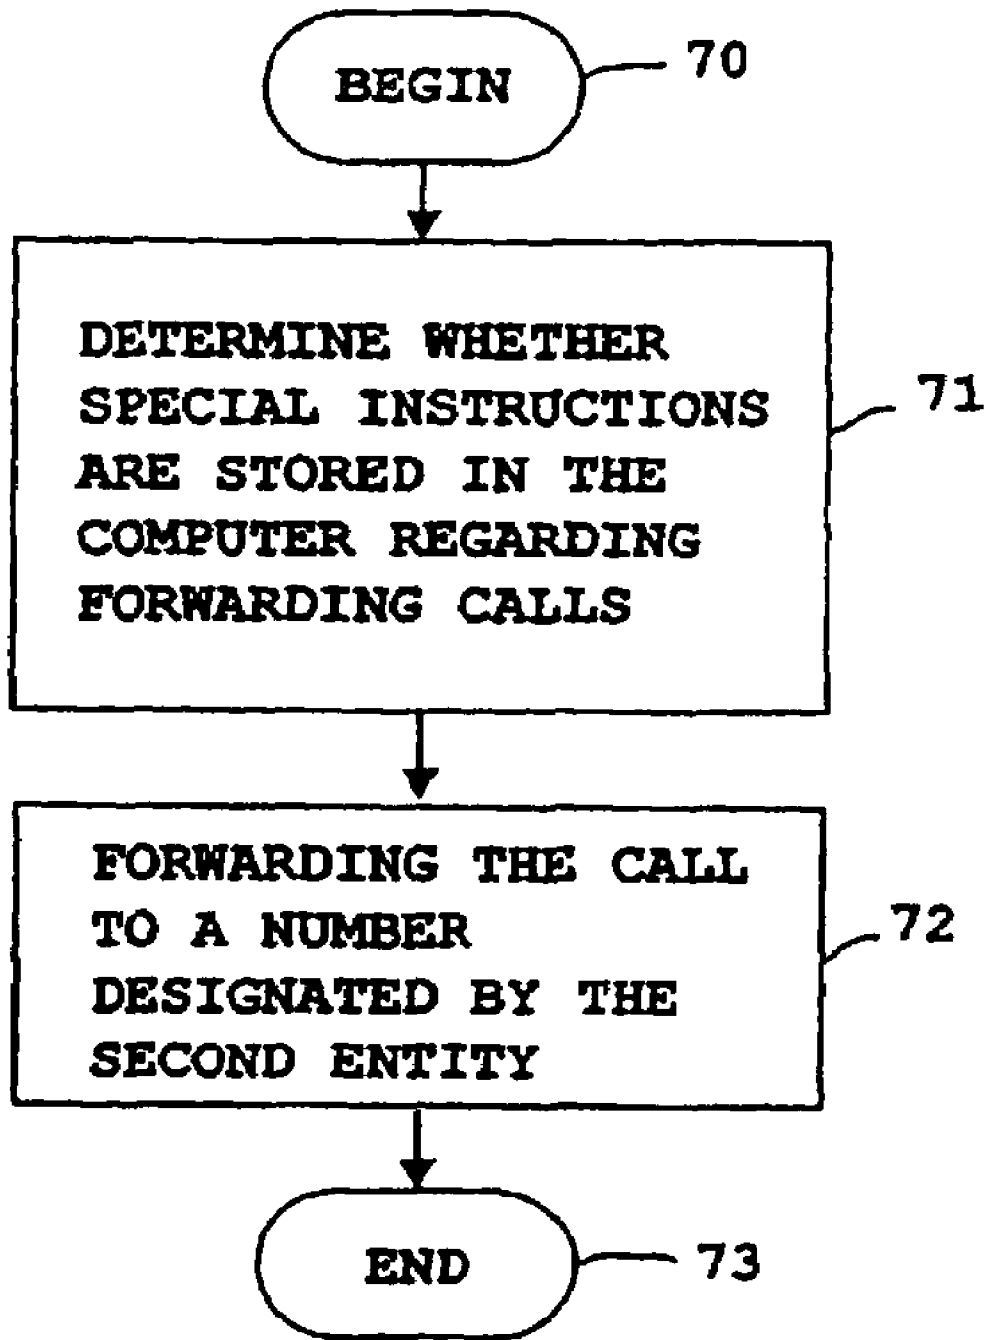 BEGIN
70
DETERMINE WHETHER
SPECIAL INSTRUCTIONS
ARE STORED IN THE
COMPUTER REGARDING
FORWARDING CALLS
71
FORWARDING THE CALL
TO A NUMBER
DESIGNATED BY THE
SECOND ENTITY
72
END
73